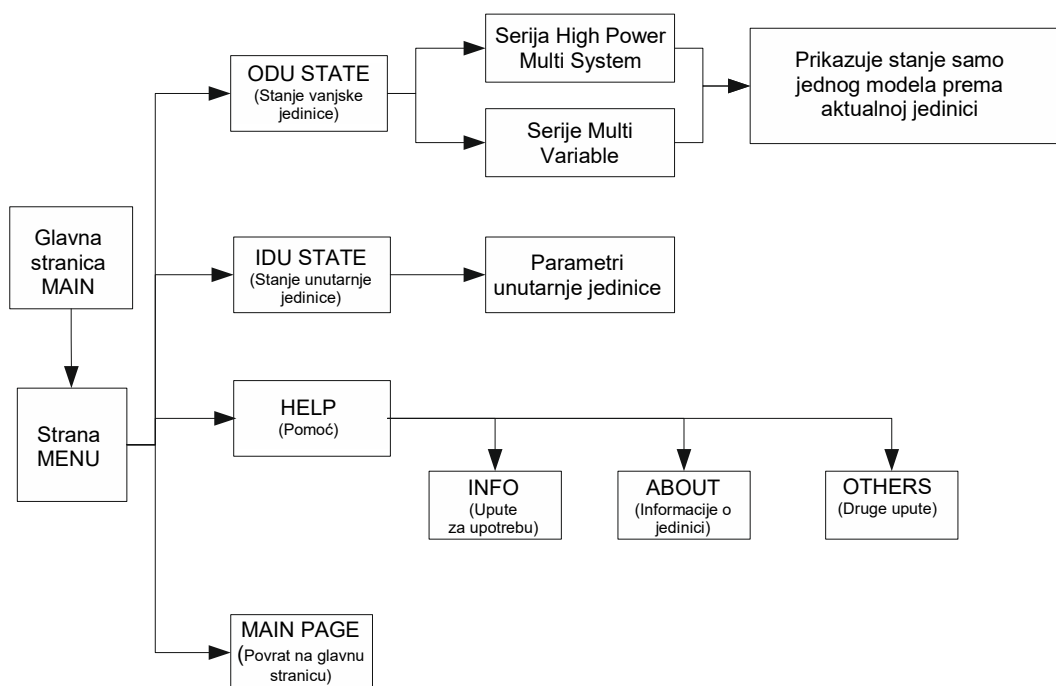 Glavna
stranica
MAIN
Strana
MENU
ODU STATE
(Stanje vanjske
jedinice)
Serija High Power
Multi System
Serije Multi
Variable
Prikazuje stanje samo
jednog modela prema
aktualnoj jedinici
IDU STATE
(Stanje unutarnje
jedinice)
Parametri
unutarnje jedinice
HELP
(Pomoć)
INFO
(Upute
za upotrebu)
ABOUT
(Informacije o
jedinici)
OTHERS
(Druge upute)
MAIN PAGE
(Povrat na glavnu
stranicu)